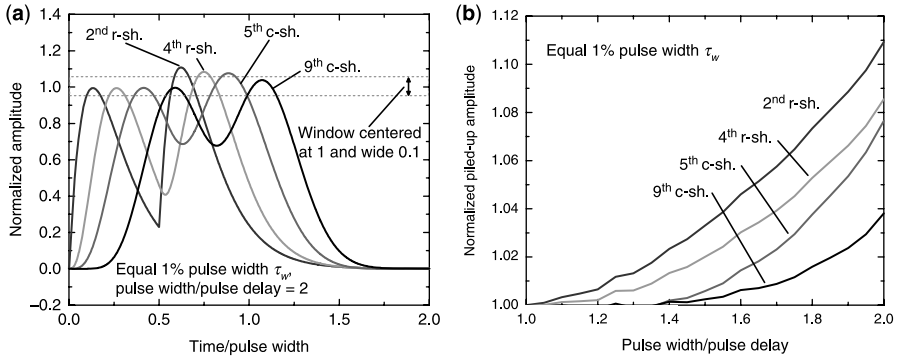 (a)
1.4
1.2
1.0
0.8
0.6
0.4
0.2
0.0
−0.2
Normalized amplitude
2nd r-sh.
4th r-sh.
5th c-sh.
9th c-sh.
Window centered
at 1 and wide 0.1
Equal 1% pulse width τw,
pulse width/pulse delay = 2
0.0 0.5 1.0 1.5 2.0
Time/pulse width
(b)
1.12
1.10
1.08
1.06
1.04
1.02
1.00
Normalized piled-up amplitude
Equal 1% pulse width τw
2nd r-sh.
4th r-sh.
5th c-sh.
9th c-sh.
1.0 1.2 1.4 1.6 1.8 2.0
Pulse width/pulse delay